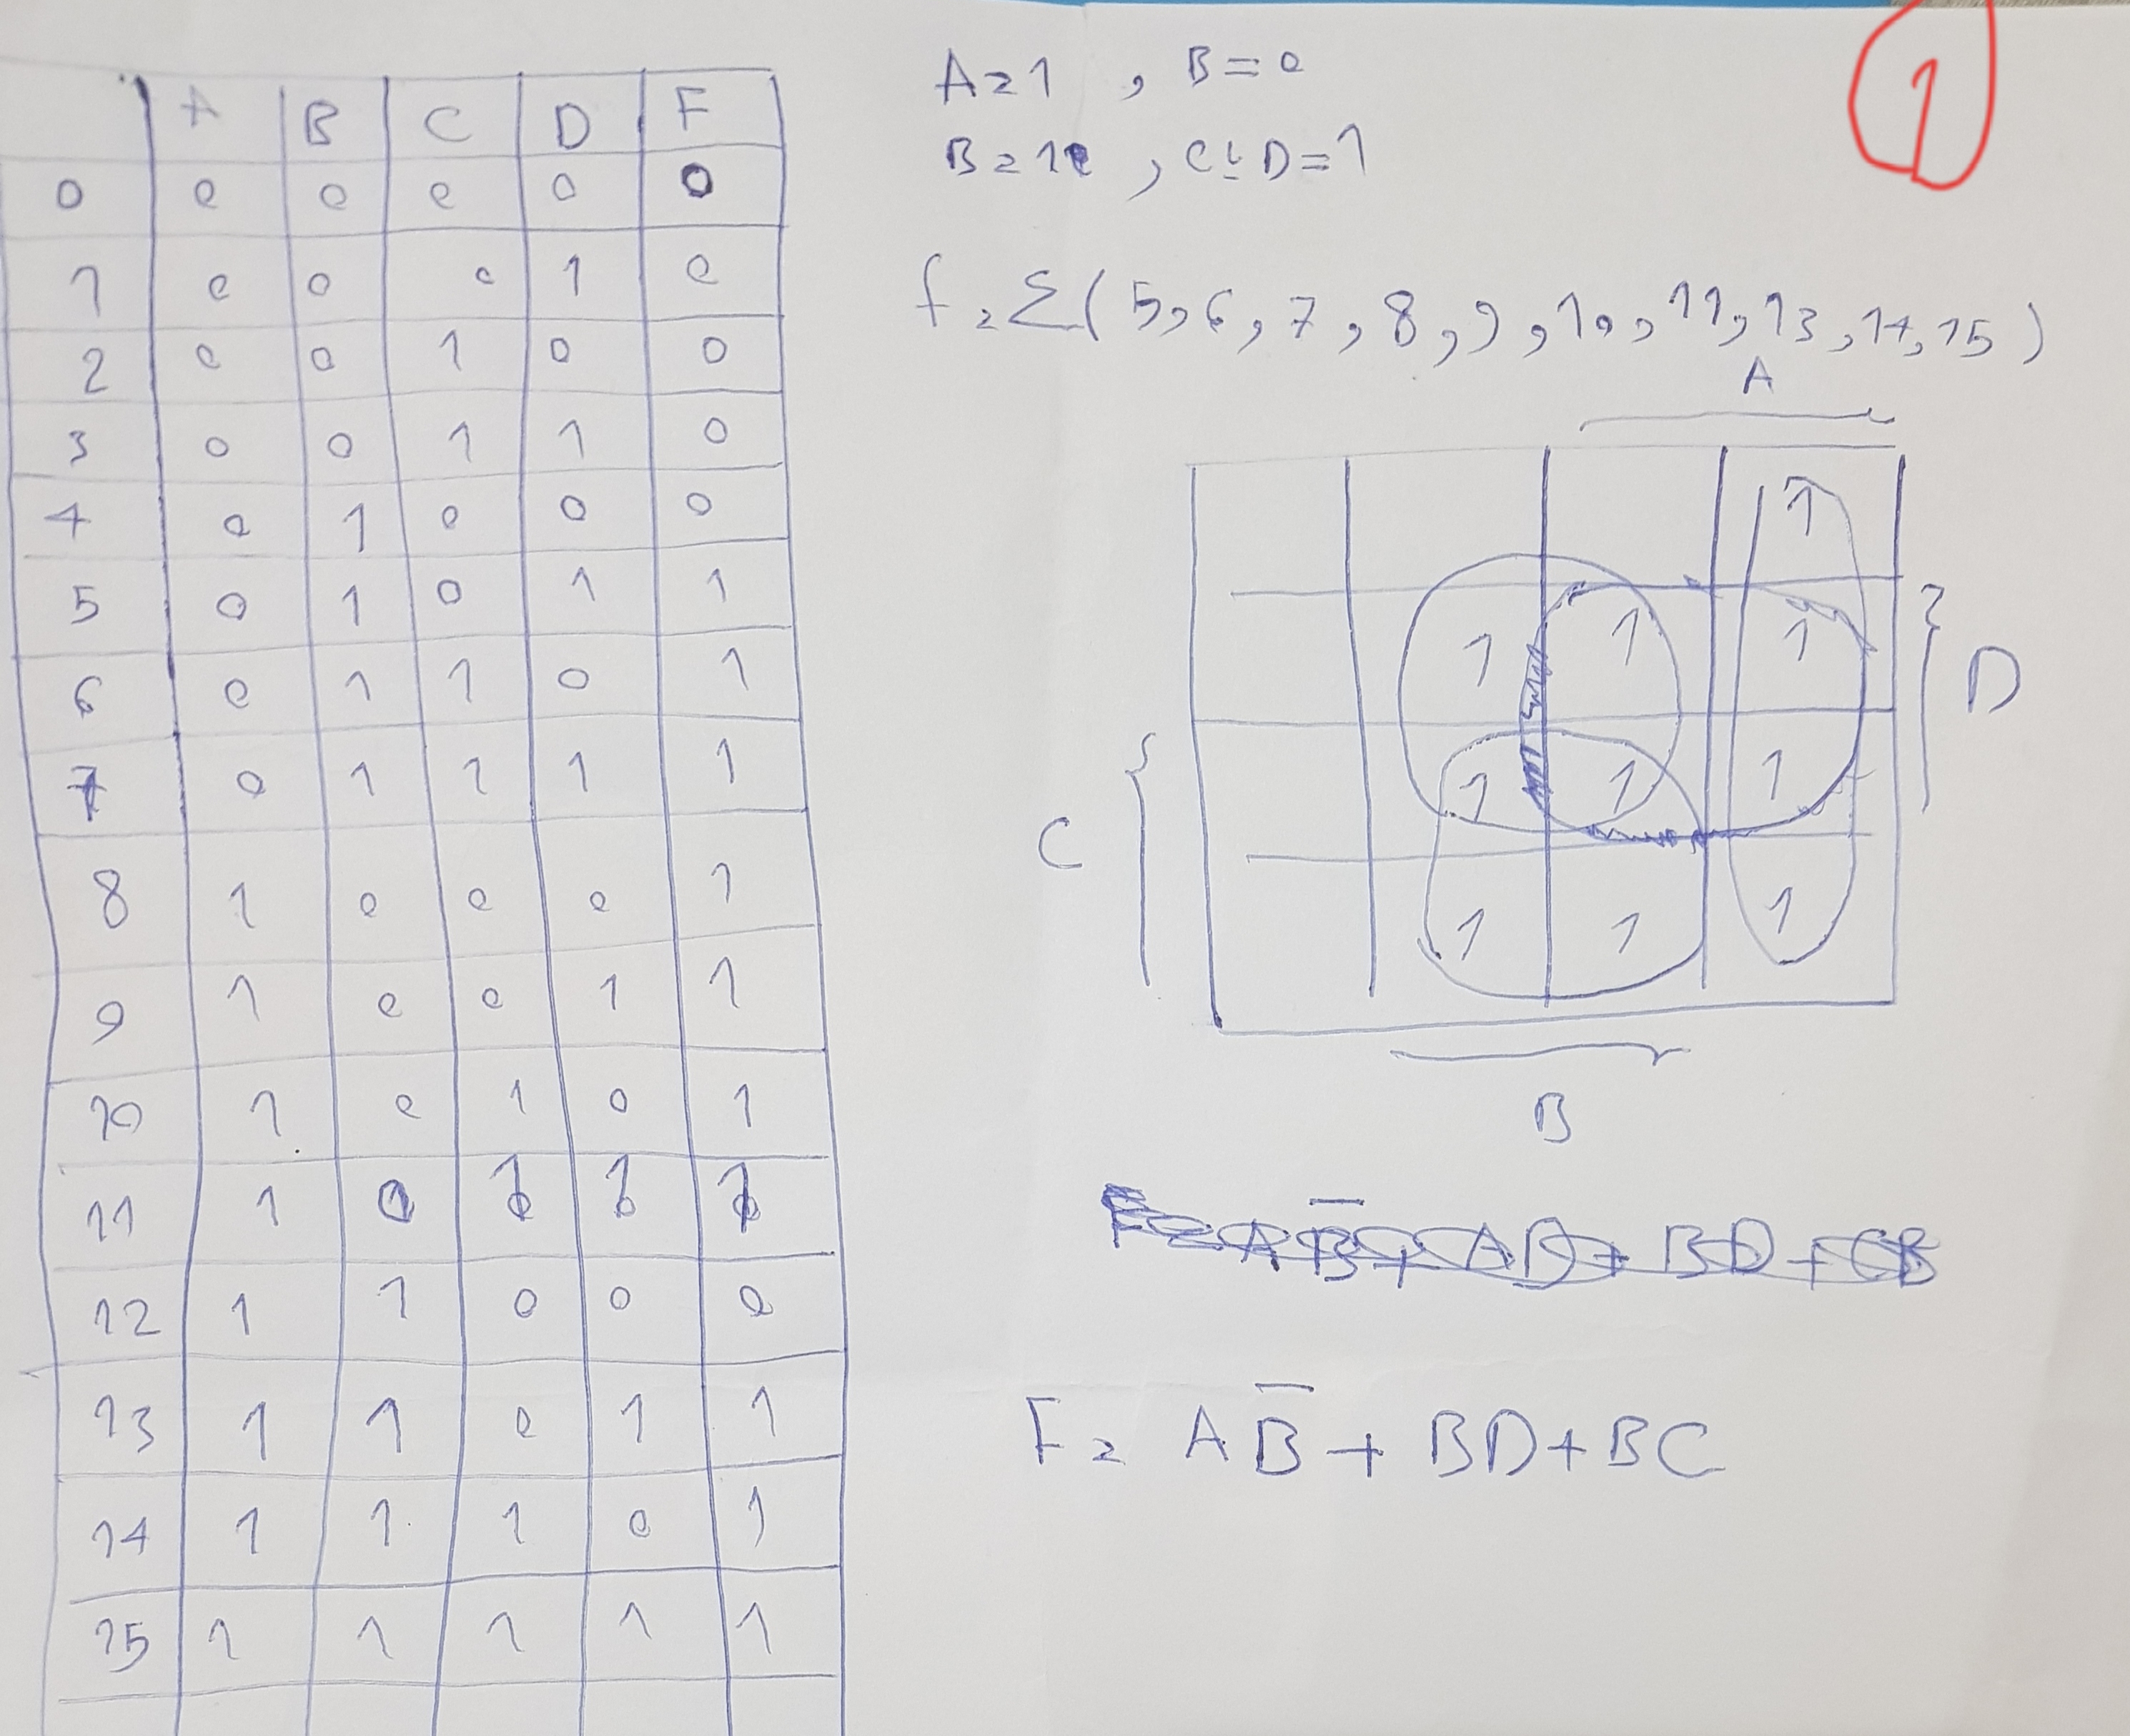 1
A=1 , B=0
B=1 , C یا D=1
f=Σ(5,6,7,8,9,10,11,13,14,15)
A B C D F
0 0 0 0 0 0
1 0 0 0 1 0
2 0 0 1 0 0
3 0 0 1 1 0
4 0 1 0 0 0
5 0 1 0 1 1
6 0 1 1 0 1
7 0 1 1 1 1
8 1 0 0 0 1
9 1 0 0 1 1
10 1 0 1 0 1
11 1 0 1 1 1
12 1 1 0 0 0
13 1 1 0 1 1
14 1 1 1 0 1
15 1 1 1 1 1
A
1
1 1 1
D
1 1 1
C
1 1 1
B
F= AB̅ + AD + BD + CB
F= AB̅ + BD + BC